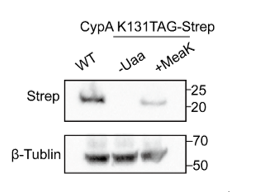 CypA K131TAG-Strep
WT -Uaa +MeaK
Strep 25
20
β-Tublin 70
50